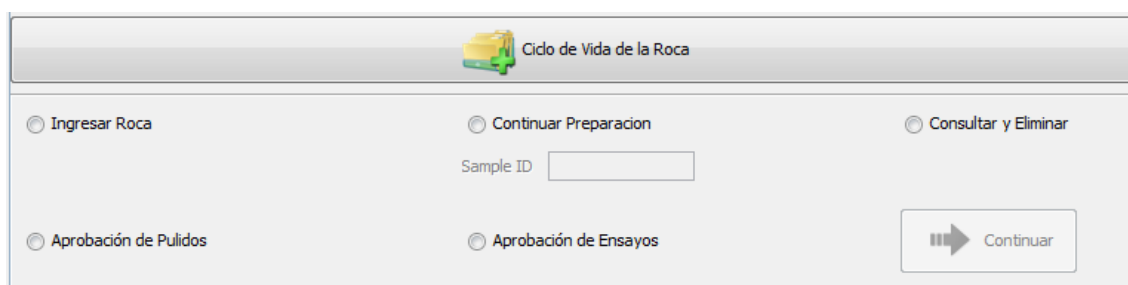 Ciclo de Vida de la Roca
Ingresar Roca
Continuar Preparacion
Consultar y Eliminar
Sample ID
Aprobación de Pulidos
Aprobación de Ensayos
Continuar